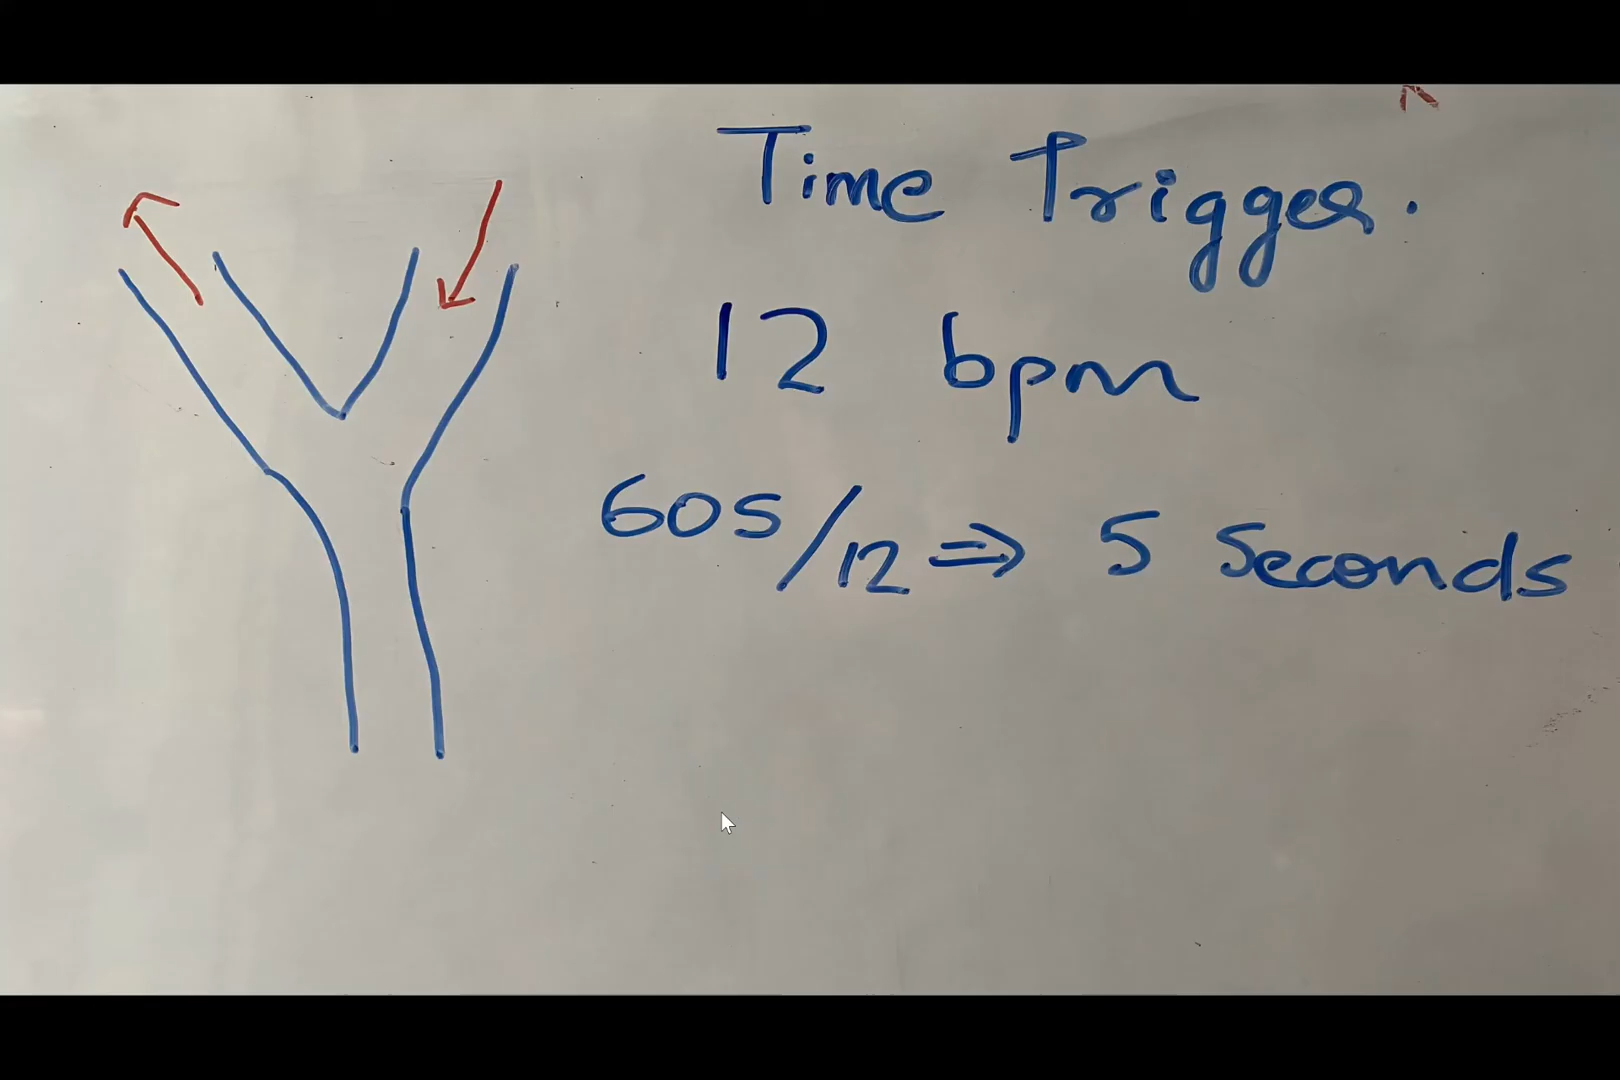 Time Trigger.
12 bpm
60s/12 ⇒ 5 Seconds